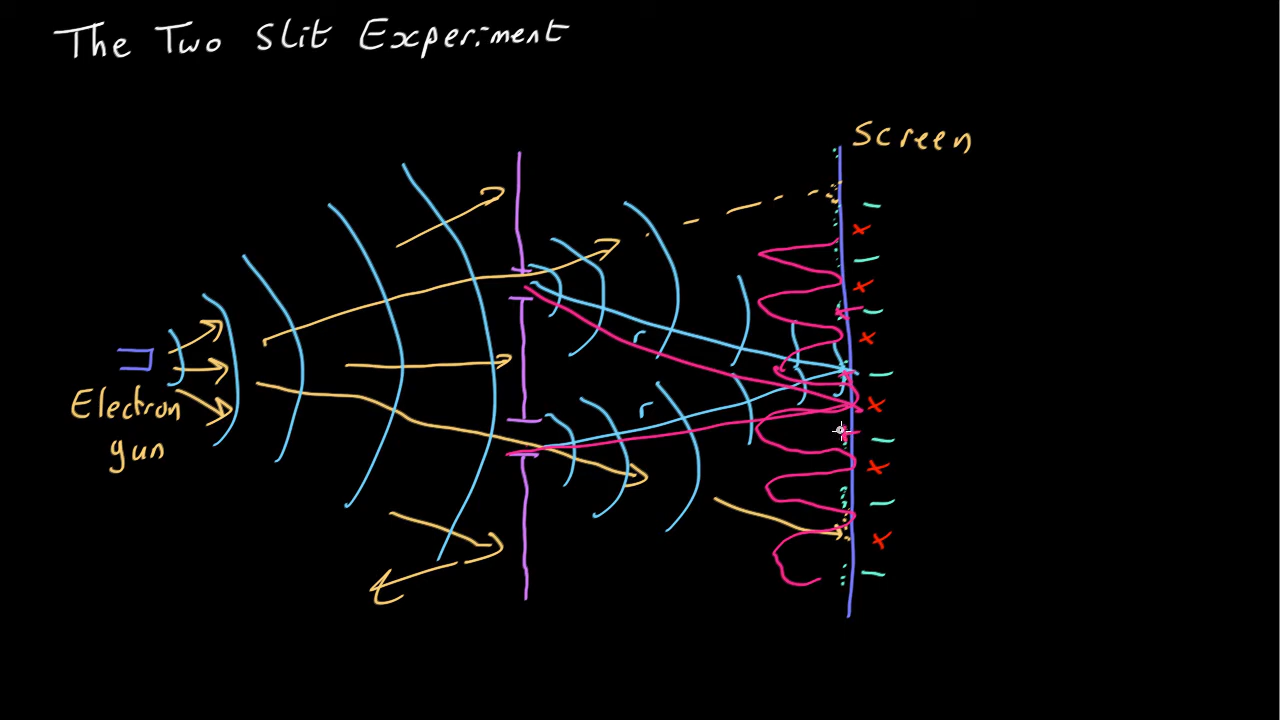 The Two Slit Experiment
Screen
r
Electron
gun
r